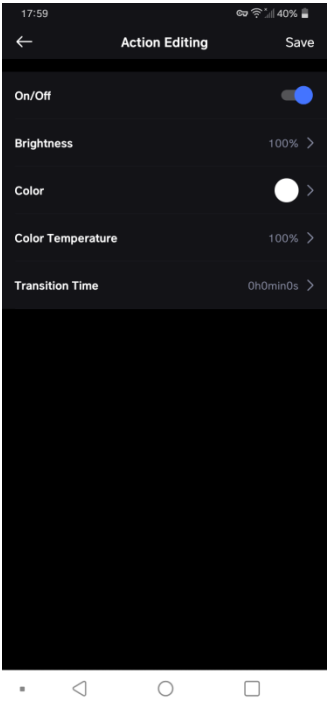 17:59 40%
Action Editing Save
On/Off
Brightness 100%
Color
Color Temperature 100%
Transition Time 0h0min0s